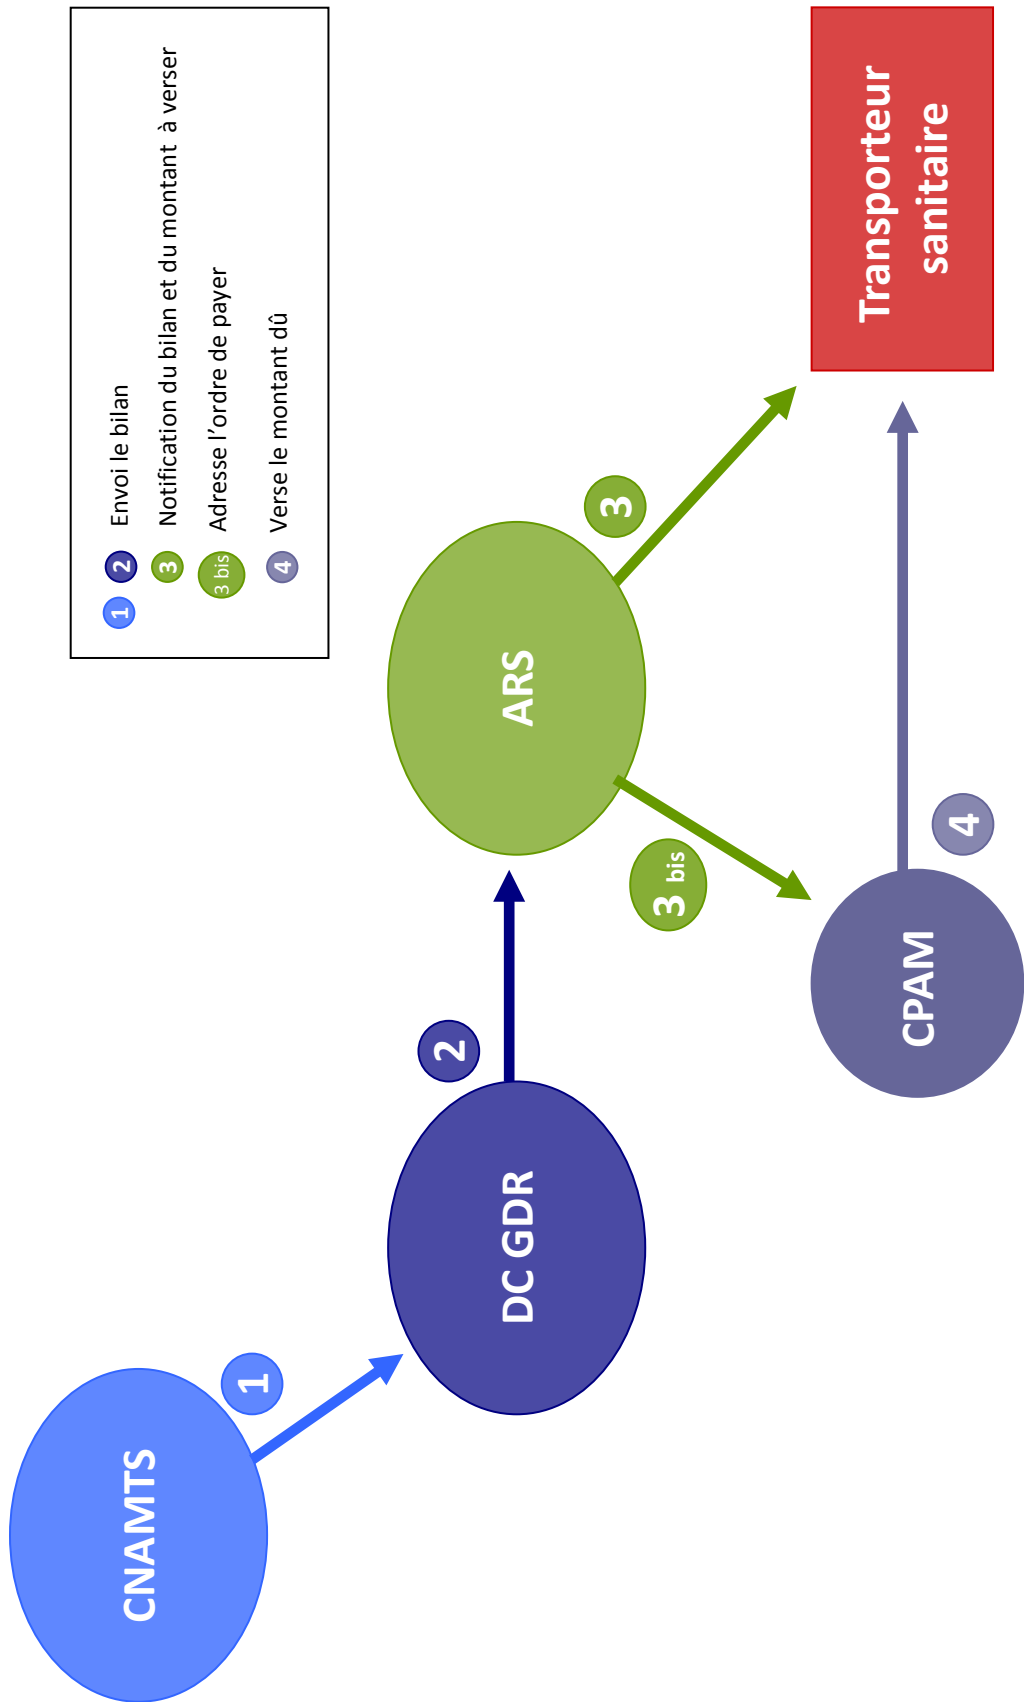 1 2 Envoi le bilan
3 Notification du bilan et du montant à verser
3 bis Adresse l’ordre de payer
4 Verse le montant dû
CNAMTS
1
DC GDR
2
ARS
3
3 bis
CPAM
4
Transporteur
sanitaire